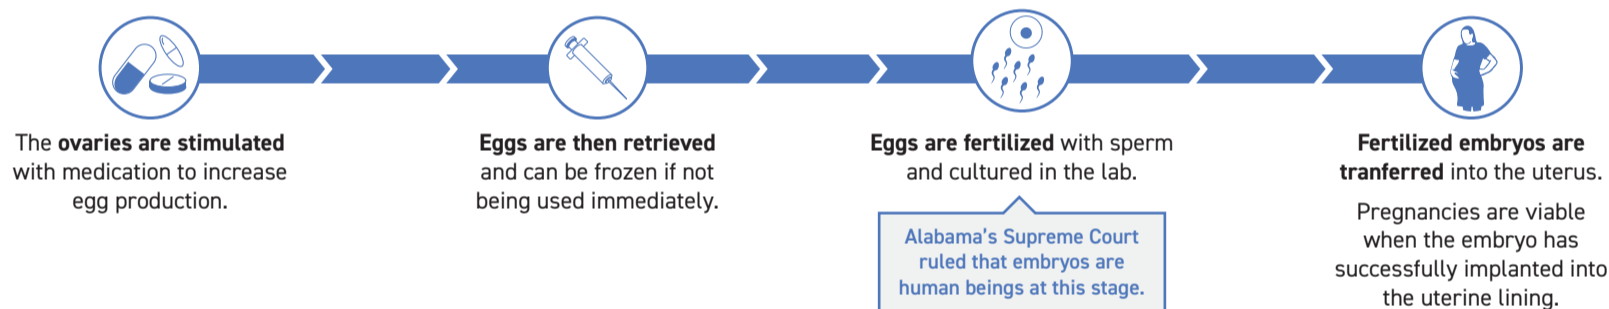 The ovaries are stimulated
with medication to increase
egg production.
Eggs are then retrieved
and can be frozen if not
being used immediately.
Eggs are fertilized with sperm
and cultured in the lab.
Alabama’s Supreme Court
ruled that embryos are
human beings at this stage.
Fertilized embryos are
tranferred into the uterus.
Pregnancies are viable
when the embryo has
successfully implanted into
the uterine lining.